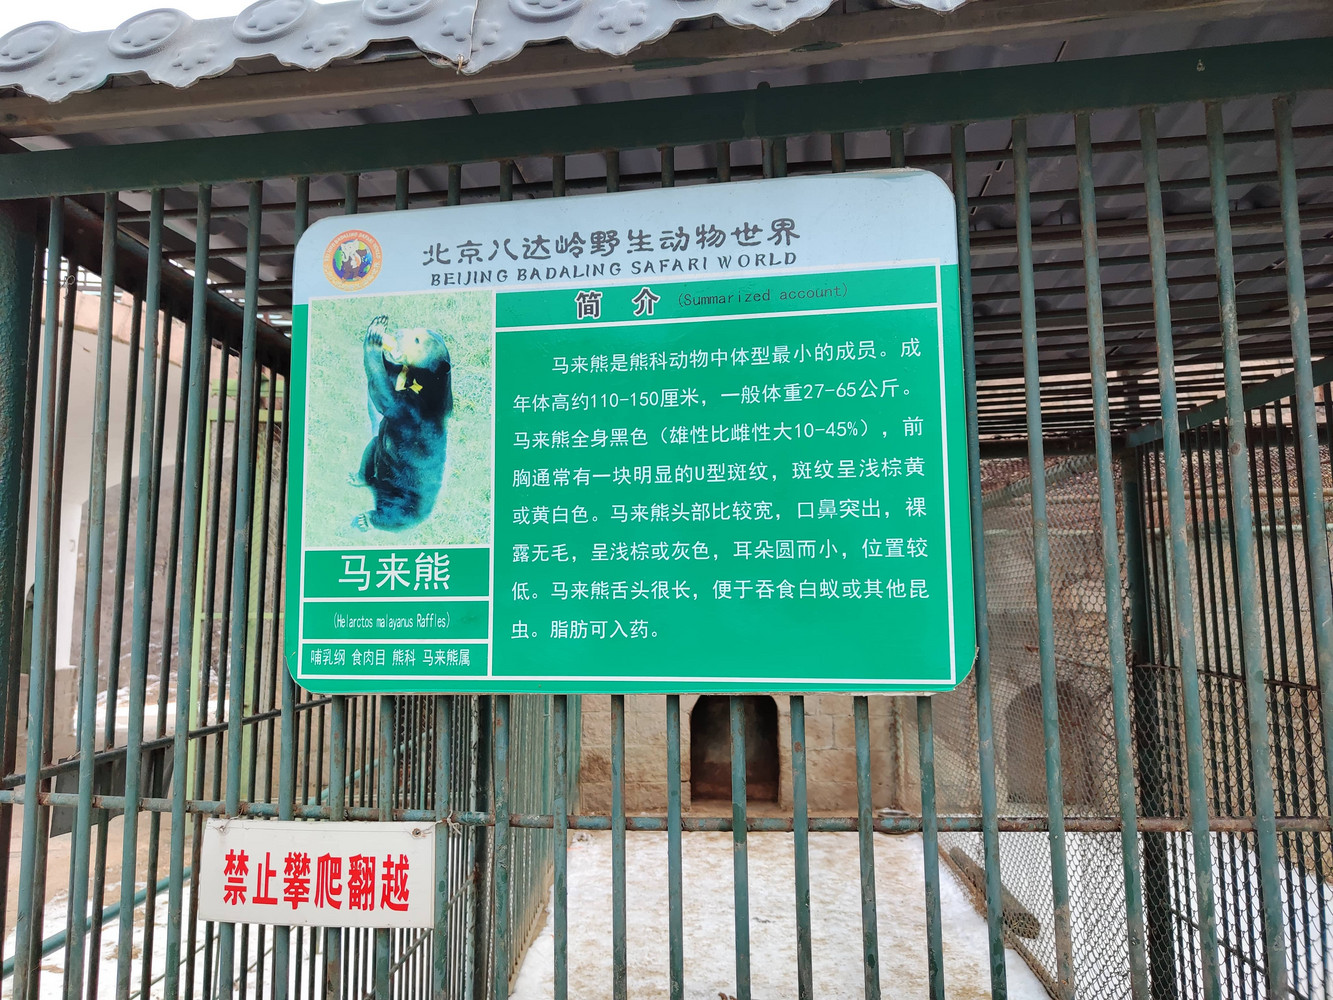 北京八达岭野生动物世界
BEIJING BADALING SAFARI WORLD
简 介 (Summarized account)
马来熊是熊科动物中体型最小的成员。成
年体高约110-150厘米，一般体重27-65公斤。
马来熊全身黑色（雄性比雌性大10-45%），前
胸通常有一块明显的U型斑纹，斑纹呈浅棕黄
或黄白色。马来熊头部比较宽，口鼻突出，裸
露无毛，呈浅棕或灰色，耳朵圆而小，位置较
低。马来熊舌头很长，便于吞食白蚁或其他昆
虫。脂肪可入药。
马来熊
(Helarctos malayanus Raffles)
哺乳纲 食肉目 熊科 马来熊属
禁止攀爬翻越